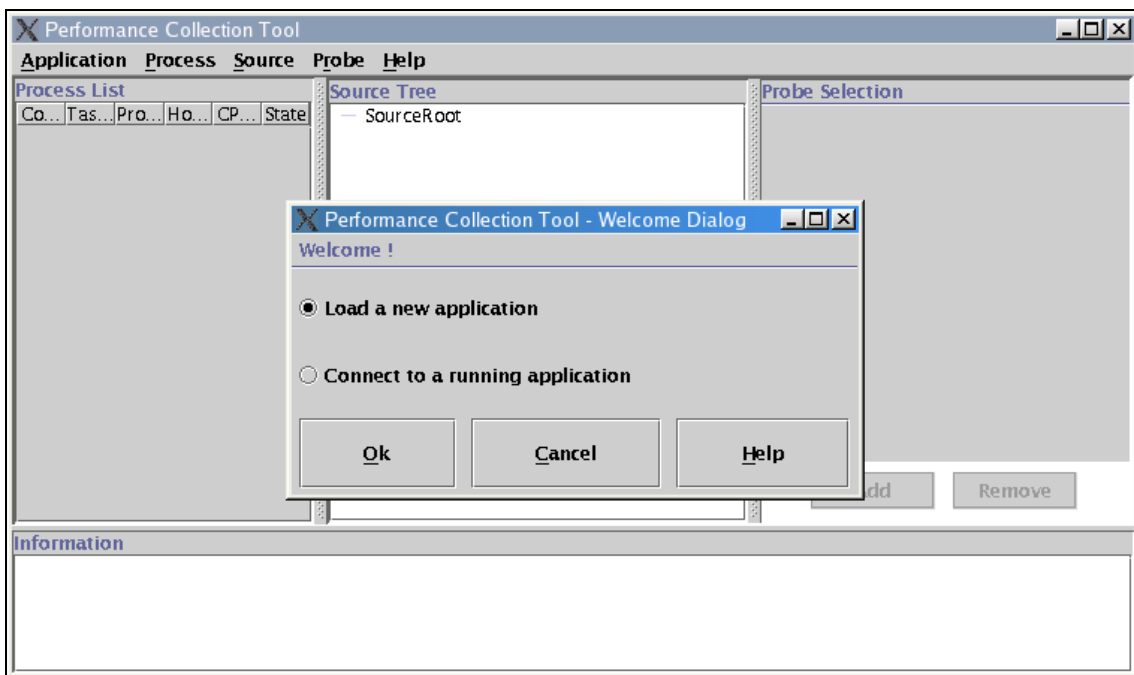 Performance Collection Tool
Application Process Source Probe Help
Process List
Source Tree
Probe Selection
Co... Tas... Pro... Ho... CP... State
SourceRoot
Performance Collection Tool - Welcome Dialog
Welcome !
Load a new application
Connect to a running application
Ok Cancel Help
dd Remove
Information